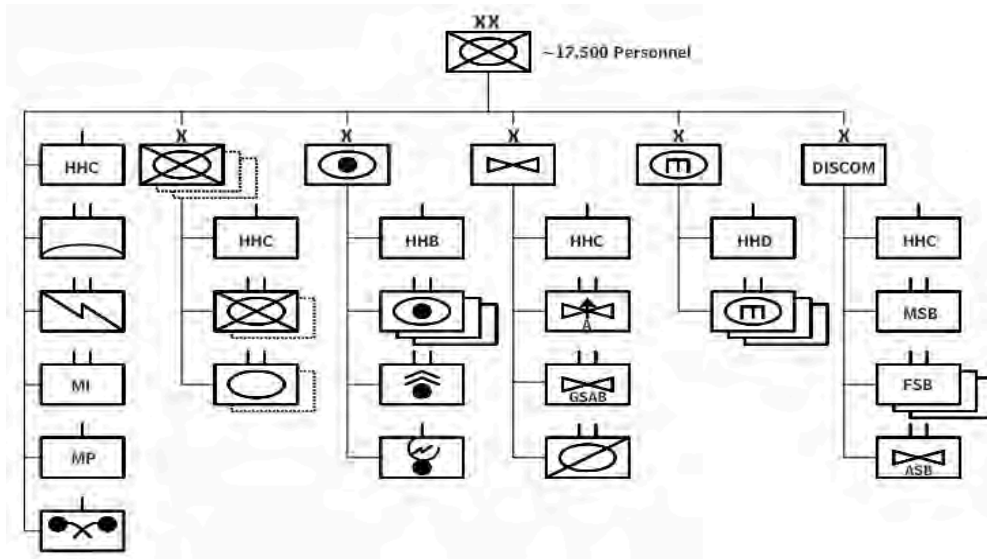 XX
~17,500 Personnel
X X X X X
HHC
DISCOM
HHC HHB HHC HHD HHC
A
MSB
MI
GSAB
FSB
MP
ASB